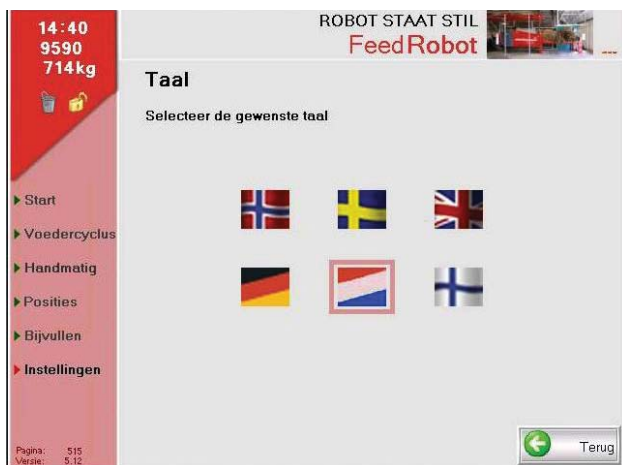 14:40
9590
714kg
ROBOT STAAT STIL
FeedRobot
...
Taal
Selecteer de gewenste taal
Start
Voedercyclus
Handmatig
Posities
Bijvullen
Instellingen
Terug
Pagina: 515
Versie: 5.12